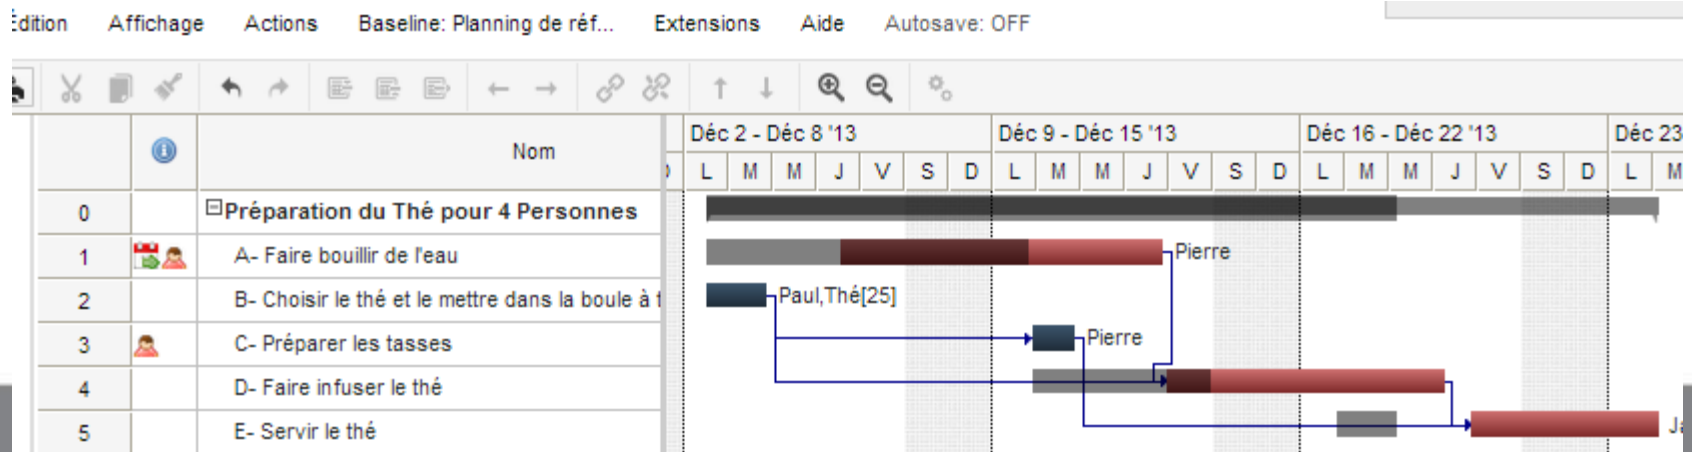 Édition Affichage Actions Baseline: Planning de réf... Extensions Aide Autosave: OFF
Déc 2 - Déc 8 '13 Déc 9 - Déc 15 '13 Déc 16 - Déc 22 '13 Déc 23
Nom
L M M J V S D L M M J V S D L M M J V S D L M
0 Préparation du Thé pour 4 Personnes
1 A- Faire bouillir de l'eau Pierre
2 B- Choisir le thé et le mettre dans la boule à t Paul,Thé[25]
3 C- Préparer les tasses Pierre
4 D- Faire infuser le thé
5 E- Servir le thé